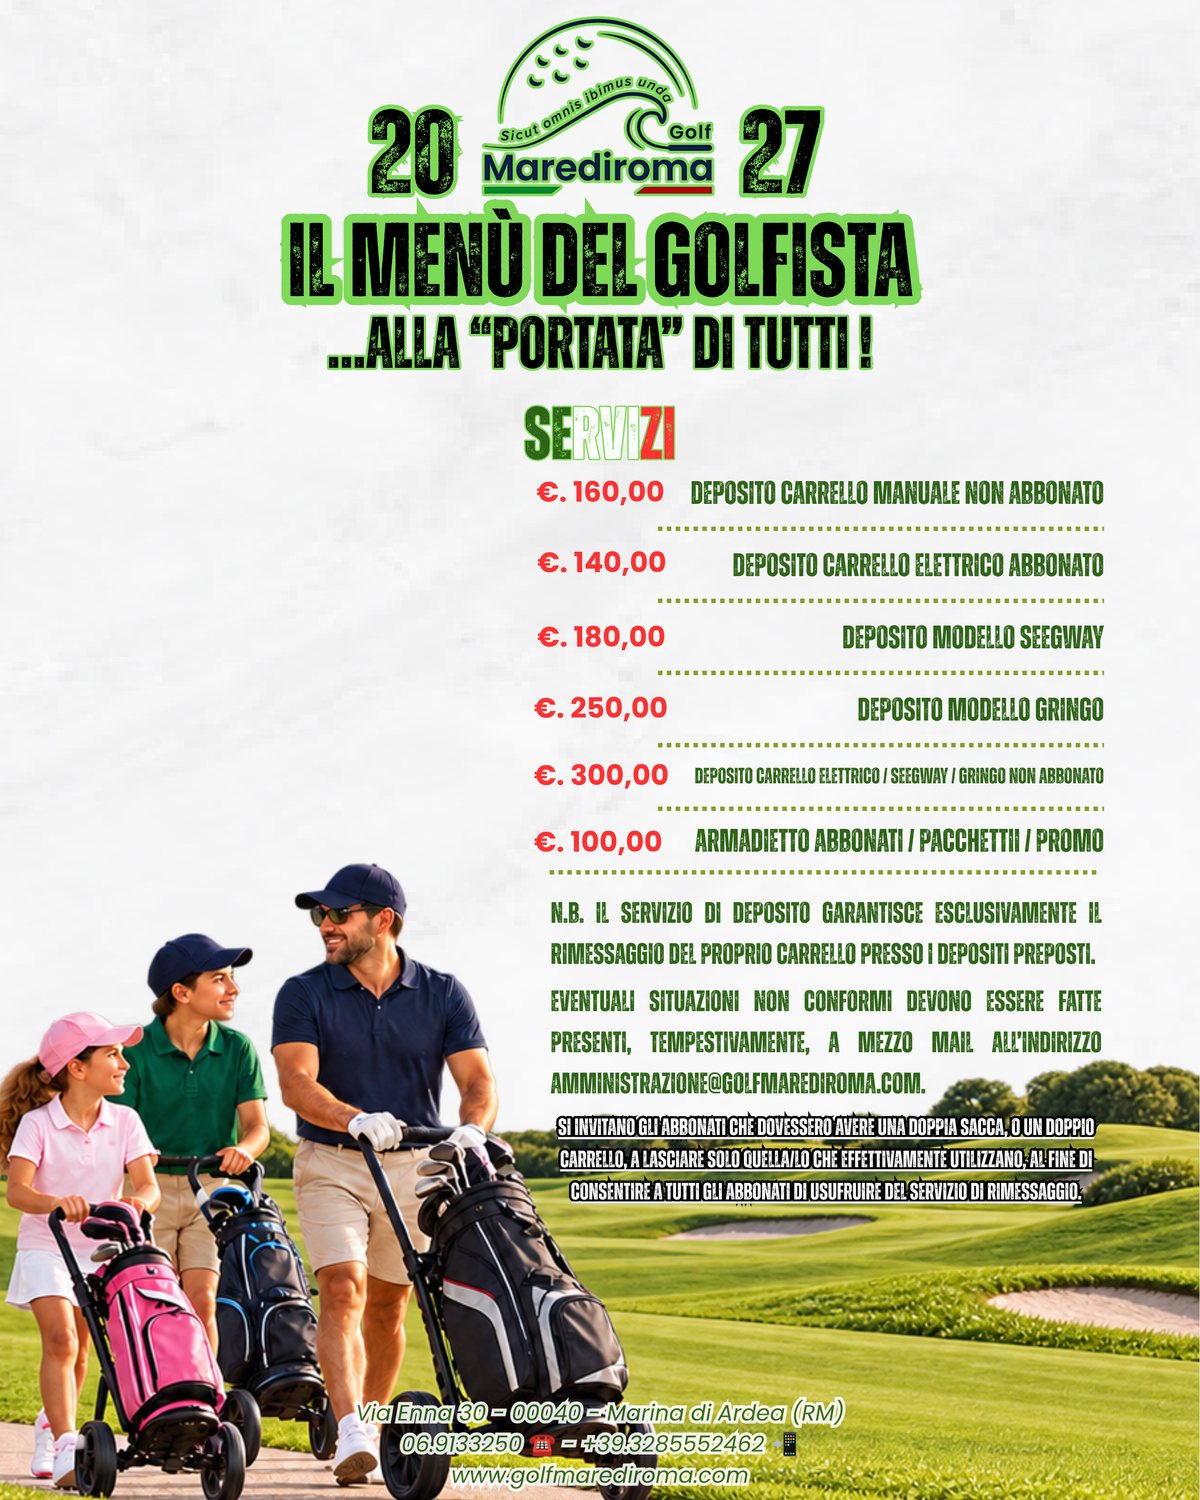 Sicut omnis ibimus unda
20 Golf 27
Marediroma
IL MENÙ DEL GOLFISTA
...ALLA “PORTATA” DI TUTTI !
SERVIZI
€. 160,00 DEPOSITO CARRELLO MANUALE NON ABBONATO
€. 140,00 DEPOSITO CARRELLO ELETTRICO ABBONATO
€. 180,00 DEPOSITO MODELLO SEEGWAY
€. 250,00 DEPOSITO MODELLO GRINGO
€. 300,00 DEPOSITO CARRELLO ELETTRICO / SEEGWAY / GRINGO NON ABBONATO
€. 100,00 ARMADIETTO ABBONATI / PACCHETTII / PROMO
N.B. IL SERVIZIO DI DEPOSITO GARANTISCE ESCLUSIVAMENTE IL
RIMESSAGGIO DEL PROPRIO CARRELLO PRESSO I DEPOSITI PREPOSTI.
EVENTUALI SITUAZIONI NON CONFORMI DEVONO ESSERE FATTE
PRESENTI, TEMPESTIVAMENTE, A MEZZO MAIL ALL'INDIRIZZO
AMMINISTRAZIONE@GOLFMAREDIROMA.COM.
SI INVITANO GLI ABBONATI CHE DOVESSERO AVERE UNA DOPPIA SACCA, O UN DOPPIO
CARRELLO, A LASCIARE SOLO QUELLA/LO CHE EFFETTIVAMENTE UTILIZZANO, AL FINE DI
CONSENTIRE A TUTTI GLI ABBONATI DI USUFRUIRE DEL SERVIZIO DI RIMESSAGGIO.
Via Enna 30 - 00040 - Marina di Ardea (RM)
06.9133250 ☎️ - +39.3285552462 📲
www.golfmarediroma.com